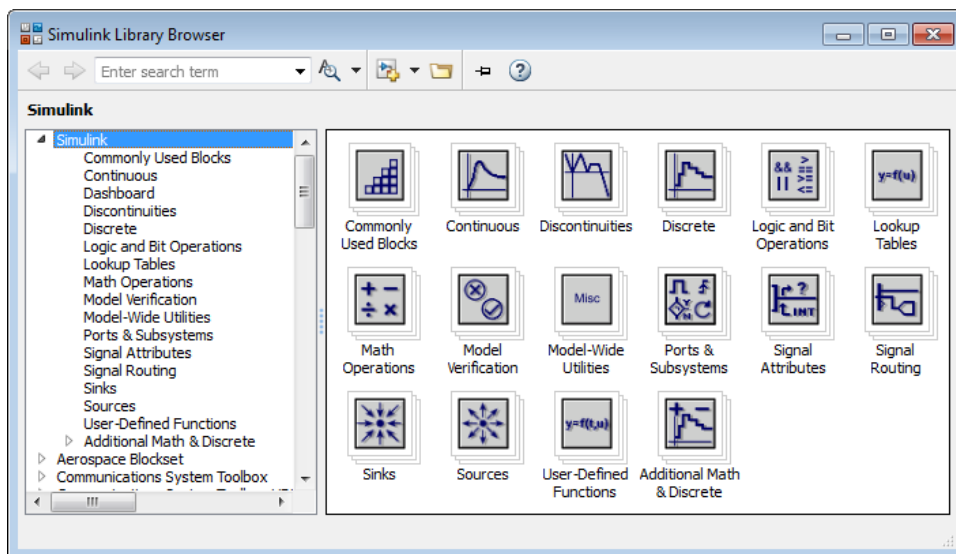 Simulink Library Browser
Enter search term
Simulink
Simulink
Commonly Used Blocks
Continuous
Dashboard
Discontinuities
Discrete
Logic and Bit Operations
Lookup Tables
Math Operations
Model Verification
Model-Wide Utilities
Ports & Subsystems
Signal Attributes
Signal Routing
Sinks
Sources
User-Defined Functions
Additional Math & Discrete
Aerospace Blockset
Communications System Toolbox
Commonly
Used Blocks
Continuous
Discontinuities
Discrete
&& || > == >= <=
Logic and Bit
Operations
y=f(u)
Lookup
Tables
+ −
÷ ×
Math
Operations
Model
Verification
Misc
Model-Wide
Utilities
Y
N
Ports &
Subsystems
?
INT
Signal
Attributes
Signal
Routing
Sinks
Sources
y=f(t,u)
User-Defined
Functions
+ −
Additional Math
& Discrete